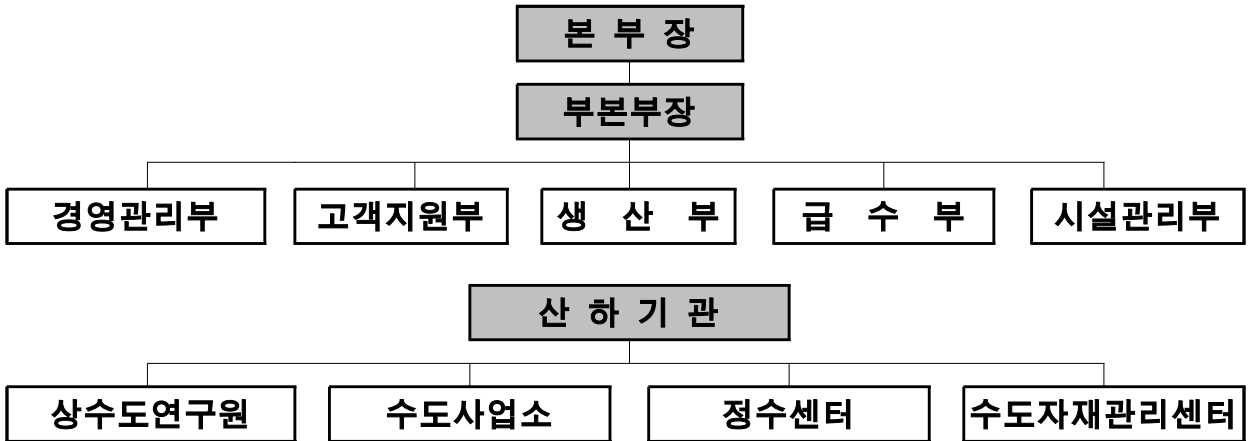 본 부 장
부본부장
경영관리부 고객지원부 생 산 부 급 수 부 시설관리부
산 하 기 관
상수도연구원 수도사업소 정수센터 수도자재관리센터